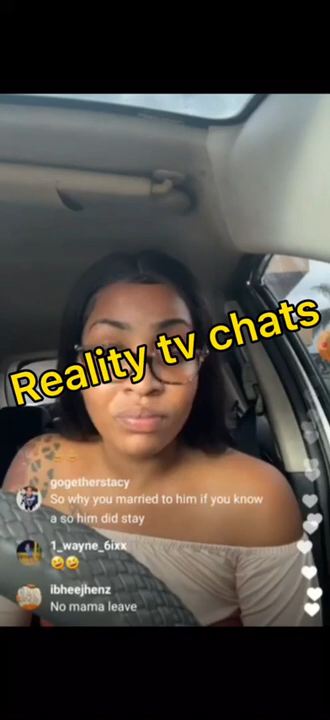 Reality tv chats
gogetherstacy
So why you married to him if you know
a so him did stay
1_wayne_6ixx
🤣🤣
ibheejhenz
No mama leave